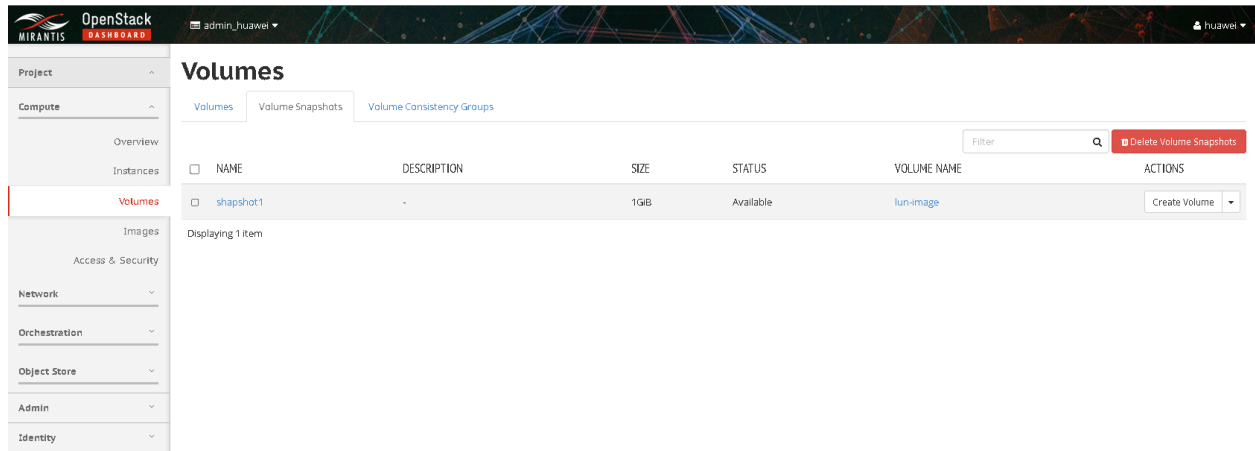 MIRANTIS
OpenStack
DASHBOARD
admin_huawei
huawei
Project
Compute
Overview
Instances
Volumes
Images
Access & Security
Network
Orchestration
Object Store
Admin
Identity
Volumes
Volumes Volume Snapshots Volume Consistency Groups
Filter Delete Volume Snapshots
NAME DESCRIPTION SIZE STATUS VOLUME NAME ACTIONS
shapshot1 - 1GiB Available lun-image Create Volume
Displaying 1 item